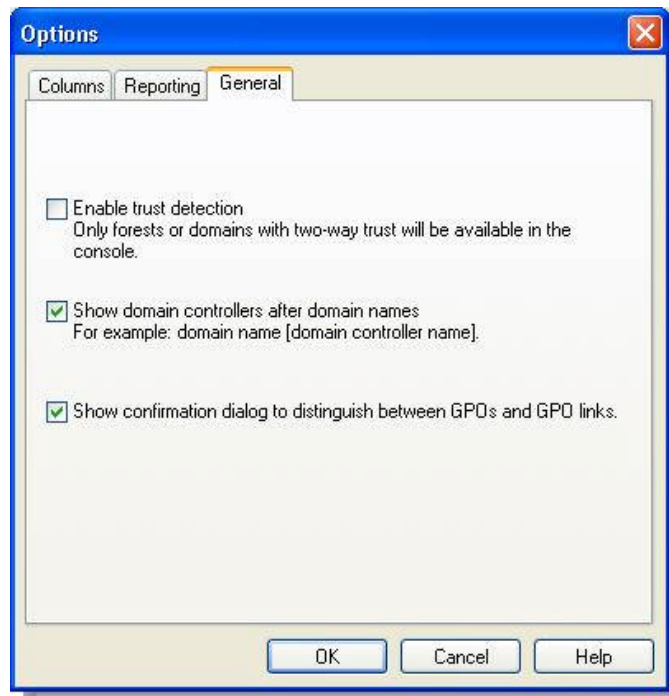 Options
Columns Reporting General
Enable trust detection
Only forests or domains with two-way trust will be available in the
console.
Show domain controllers after domain names
For example: domain name [domain controller name].
Show confirmation dialog to distinguish between GPOs and GPO links.
OK Cancel Help